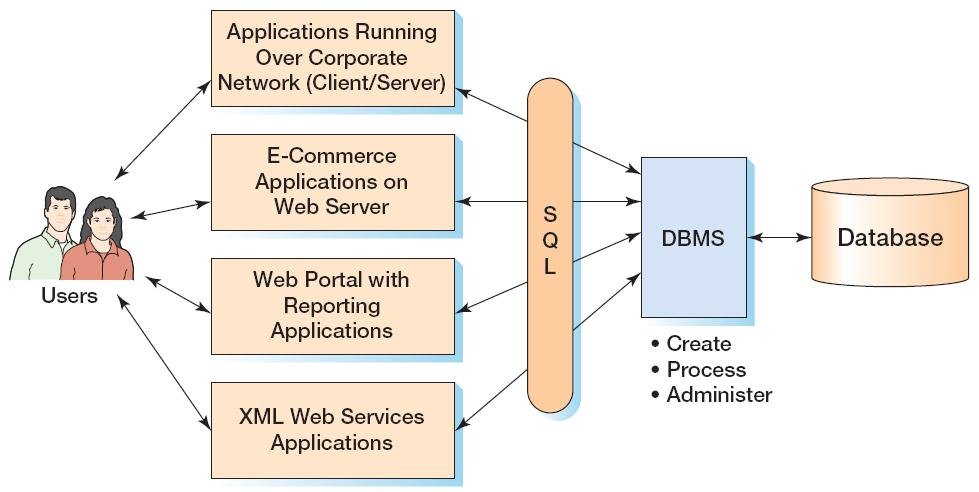 Applications Running
Over Corporate
Network (Client/Server)
E-Commerce
Applications on
Web Server
Web Portal with
Reporting
Applications
XML Web Services
Applications
Users
S
Q
L
DBMS
• Create
• Process
• Administer
Database